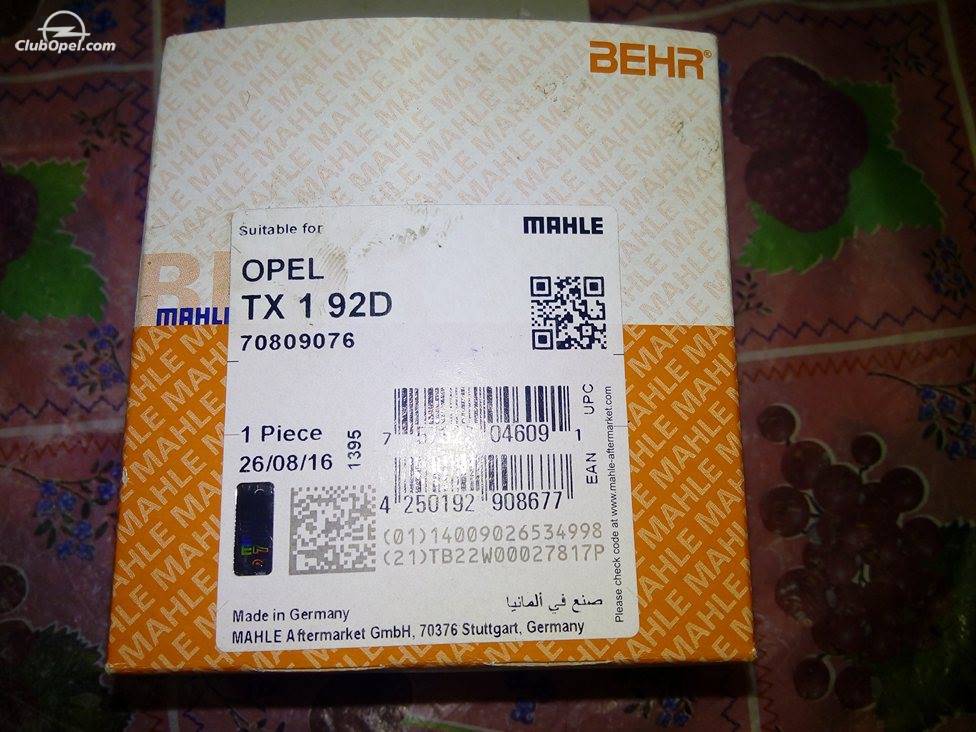 ClubOpel.com
BEHR®
Suitable for
MAHLE
OPEL
TX 1 92D
MAHLE
70809076
UPC
1 Piece
1395
7 04609 1
26/08/16
EAN
4 250192 908677
(01)14009026534998
(21)TB22W00027817P
Please check code at www.mahle-aftermarket.com
صنع في ألمانيا
Made in Germany
MAHLE Aftermarket GmbH, 70376 Stuttgart, Germany